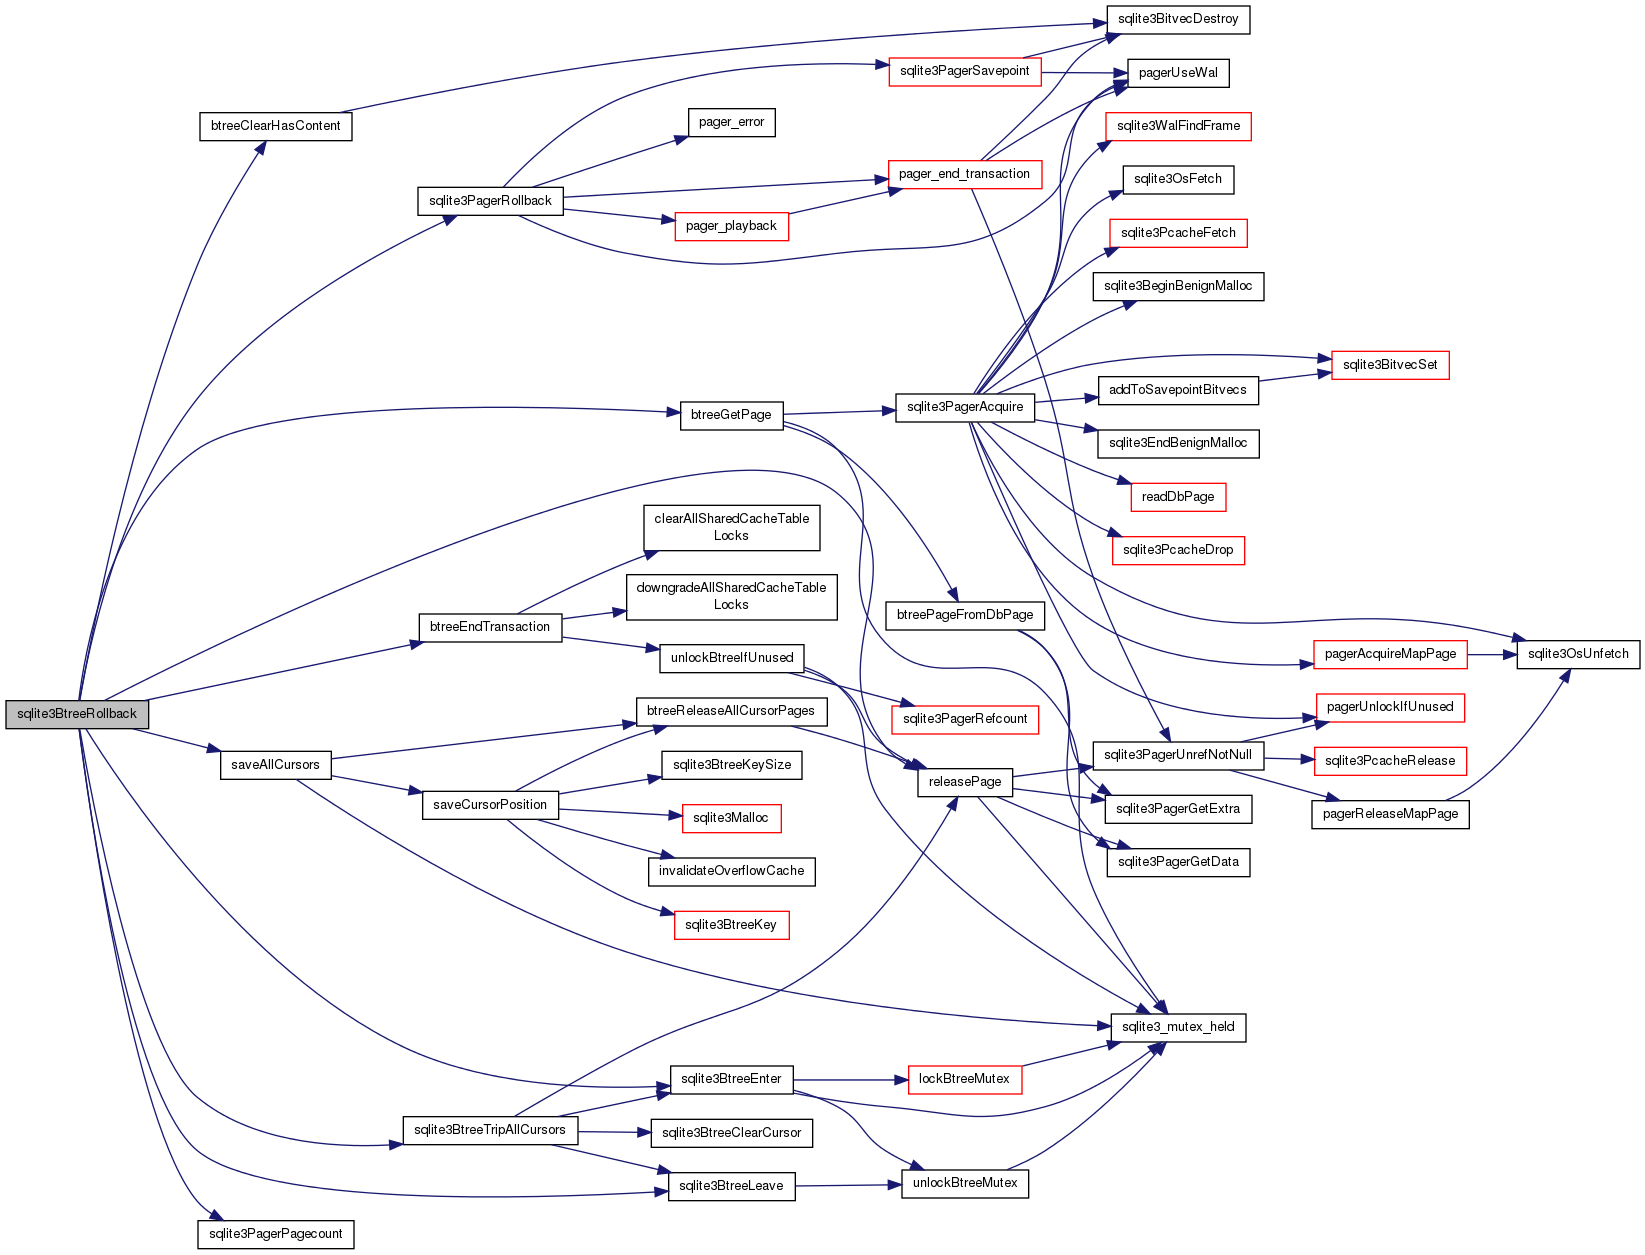 sqlite3BitvecDestroy
sqlite3PagerSavepoint
pagerUseWal
btreeClearHasContent
pager_error
sqlite3WalFindFrame
pager_end_transaction
sqlite3OsFetch
sqlite3PagerRollback
pager_playback
sqlite3PcacheFetch
sqlite3BeginBenignMalloc
sqlite3BitvecSet
addToSavepointBitvecs
sqlite3PagerAcquire
btreeGetPage
sqlite3EndBenignMalloc
readDbPage
clearAllSharedCacheTable
Locks
sqlite3PcacheDrop
downgradeAllSharedCacheTable
Locks
btreePageFromDbPage
btreeEndTransaction
unlockBtreeIfUnused
pagerAcquireMapPage
sqlite3OsUnfetch
sqlite3BtreeRollback
btreeReleaseAllCursorPages
sqlite3PagerRefcount
pagerUnlockIfUnused
saveAllCursors
sqlite3BtreeKeySize
sqlite3PagerUnrefNotNull
sqlite3PcacheRelease
releasePage
saveCursorPosition
sqlite3Malloc
sqlite3PagerGetExtra
pagerReleaseMapPage
invalidateOverflowCache
sqlite3PagerGetData
sqlite3BtreeKey
sqlite3_mutex_held
sqlite3BtreeEnter
lockBtreeMutex
sqlite3BtreeTripAllCursors
sqlite3BtreeClearCursor
sqlite3BtreeLeave
unlockBtreeMutex
sqlite3PagerPagecount